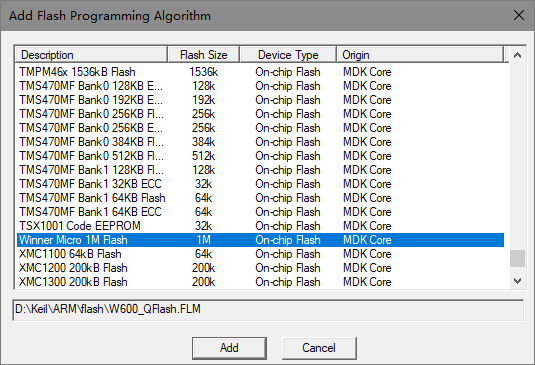 Add Flash Programming Algorithm
Description Flash Size Device Type Origin
TMPM46x 1536kB Flash 1536k On-chip Flash MDK Core
TMS470MF Bank0 128KB E... 128k On-chip Flash MDK Core
TMS470MF Bank0 192KB E... 192k On-chip Flash MDK Core
TMS470MF Bank0 256KB Fl... 256k On-chip Flash MDK Core
TMS470MF Bank0 256KB E... 256k On-chip Flash MDK Core
TMS470MF Bank0 384KB Fl... 384k On-chip Flash MDK Core
TMS470MF Bank0 512KB Fl... 512k On-chip Flash MDK Core
TMS470MF Bank1 128KB Fl... 128k On-chip Flash MDK Core
TMS470MF Bank1 32KB ECC 32k On-chip Flash MDK Core
TMS470MF Bank1 64KB Flash 64k On-chip Flash MDK Core
TMS470MF Bank1 64KB ECC 64k On-chip Flash MDK Core
TSX1001 Code EEPROM 32k On-chip Flash MDK Core
Winner Micro 1M Flash 1M On-chip Flash MDK Core
XMC1100 64kB Flash 64k On-chip Flash MDK Core
XMC1200 200kB Flash 200k On-chip Flash MDK Core
XMC1300 200kB Flash 200k On-chip Flash MDK Core
D:\Keil\ARM\flash\W600_QFlash.FLM
Add Cancel